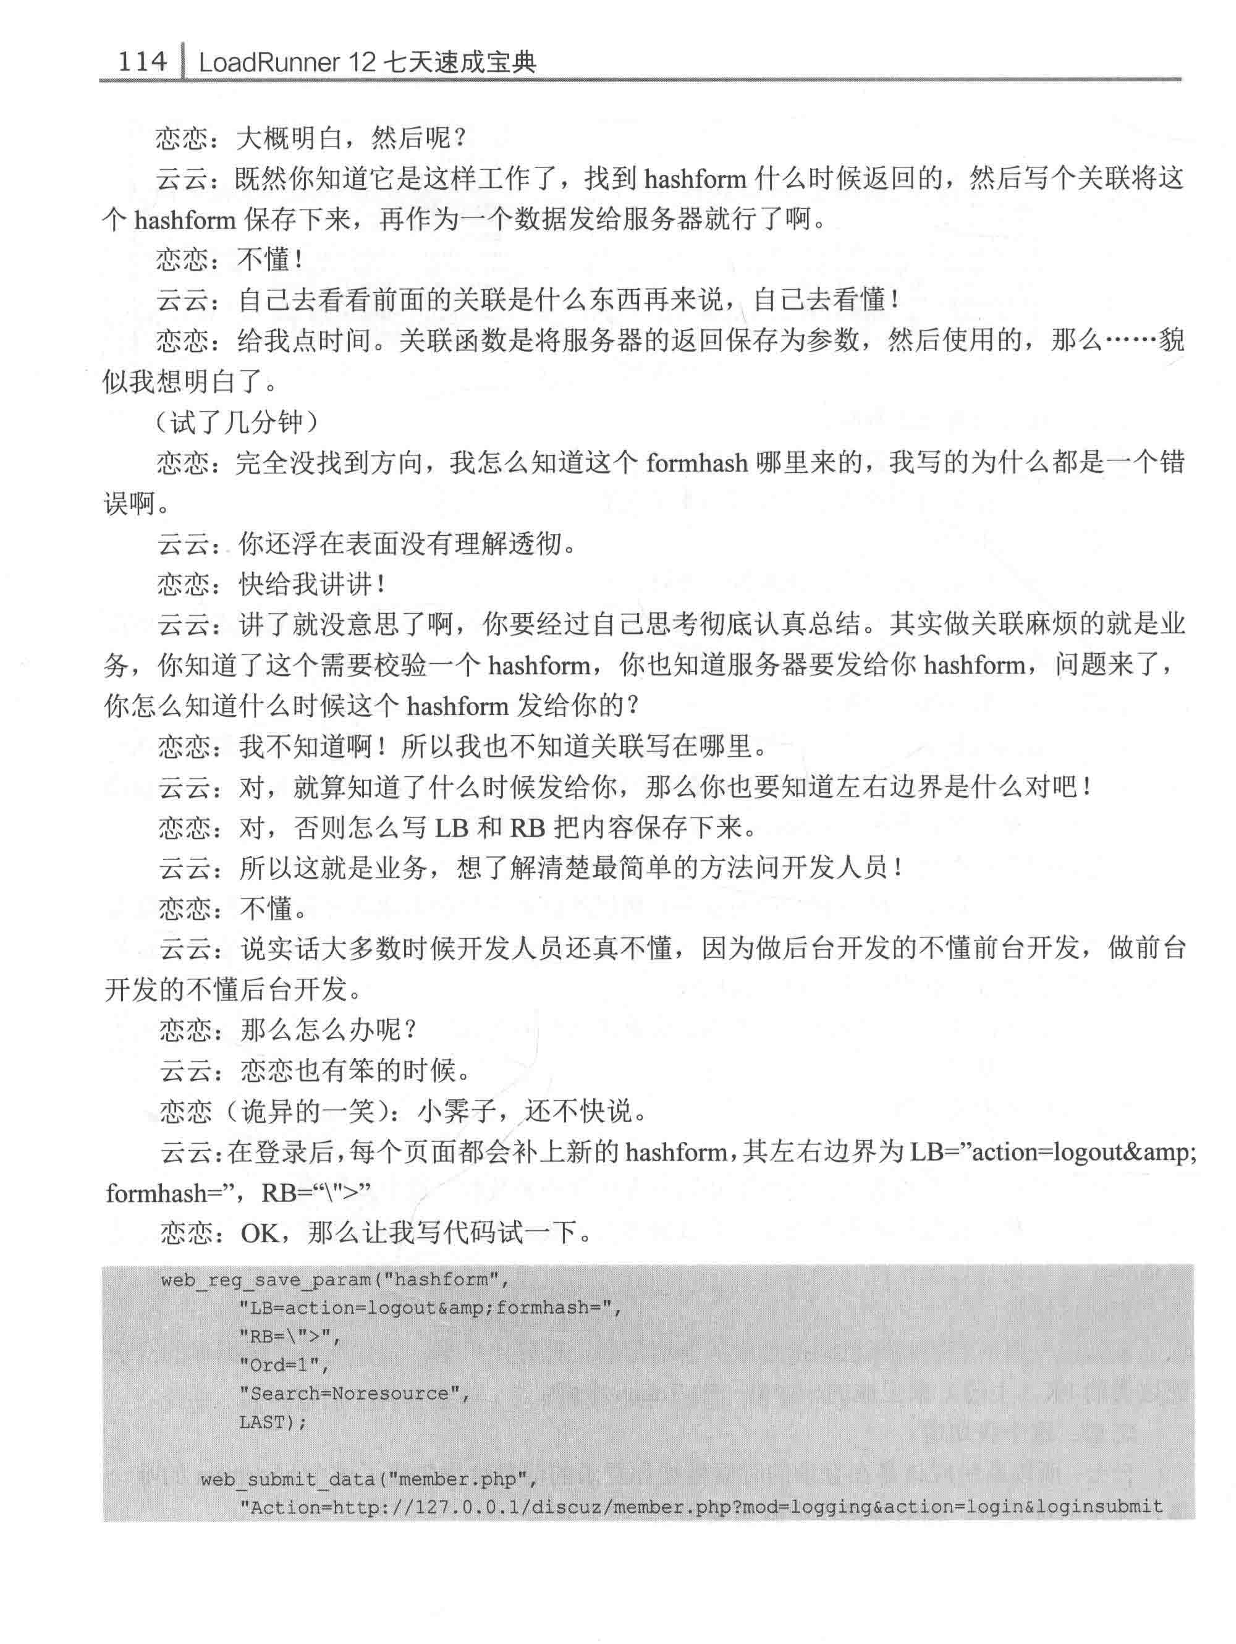 114 LoadRunner 12 七天速成宝典
恋恋：大概明白，然后呢？
云云：既然你知道它是这样工作了，找到 hashform 什么时候返回的，然后写个关联将这
个 hashform 保存下来，再作为一个数据发给服务器就行了啊。
恋恋：不懂！
云云：自己去看看前面的关联是什么东西再来说，自己去看懂！
恋恋：给我点时间。关联函数是将服务器的返回保存为参数，然后使用的，那么……貌
似我想明白了。
（试了几分钟）
恋恋：完全没找到方向，我怎么知道这个 formhash 哪里来的，我写的为什么都是一个错
误啊。
云云：你还浮在表面没有理解透彻。
恋恋：快给我讲讲！
云云：讲了就没意思了啊，你要经过自己思考彻底认真总结。其实做关联麻烦的就是业
务，你知道了这个需要校验一个 hashform，你也知道服务器要发给你 hashform，问题来了，
你怎么知道什么时候这个 hashform 发给你的？
恋恋：我不知道啊！所以我也不知道关联写在哪里。
云云：对，就算知道了什么时候发给你，那么你也要知道左右边界是什么对吧！
恋恋：对，否则怎么写 LB 和 RB 把内容保存下来。
云云：所以这就是业务，想了解清楚最简单的方法问开发人员！
恋恋：不懂。
云云：说实话大多数时候开发人员还真不懂，因为做后台开发的不懂前台开发，做前台
开发的不懂后台开发。
恋恋：那么怎么办呢？
云云：恋恋也有笨的时候。
恋恋（诡异的一笑）：小霁子，还不快说。
云云：在登录后，每个页面都会补上新的 hashform，其左右边界为 LB=”action=logout&amp;
formhash=”，RB=“\">”
恋恋：OK，那么让我写代码试一下。
web_reg_save_param("hashform",
"LB=action=logout&amp;formhash=",
"RB=\">",
"Ord=1",
"Search=Noresource",
LAST);
web_submit_data("member.php",
"Action=http://127.0.0.1/discuz/member.php?mod=logging&action=login&loginsubmit